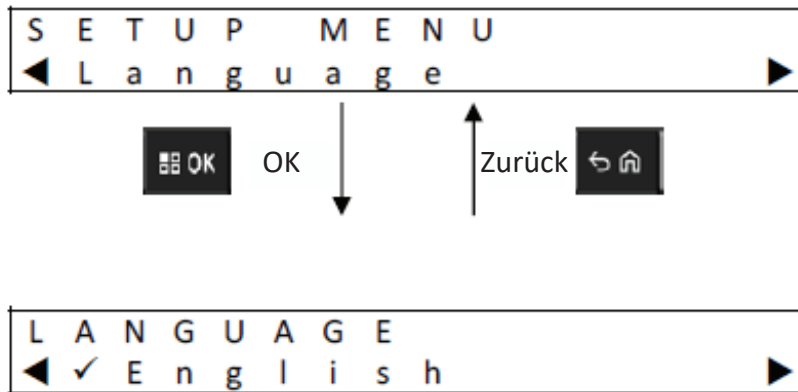 SETUP MENU
◀ Language ▶
OK OK Zurück
LANGUAGE
◀ ✓ English ▶